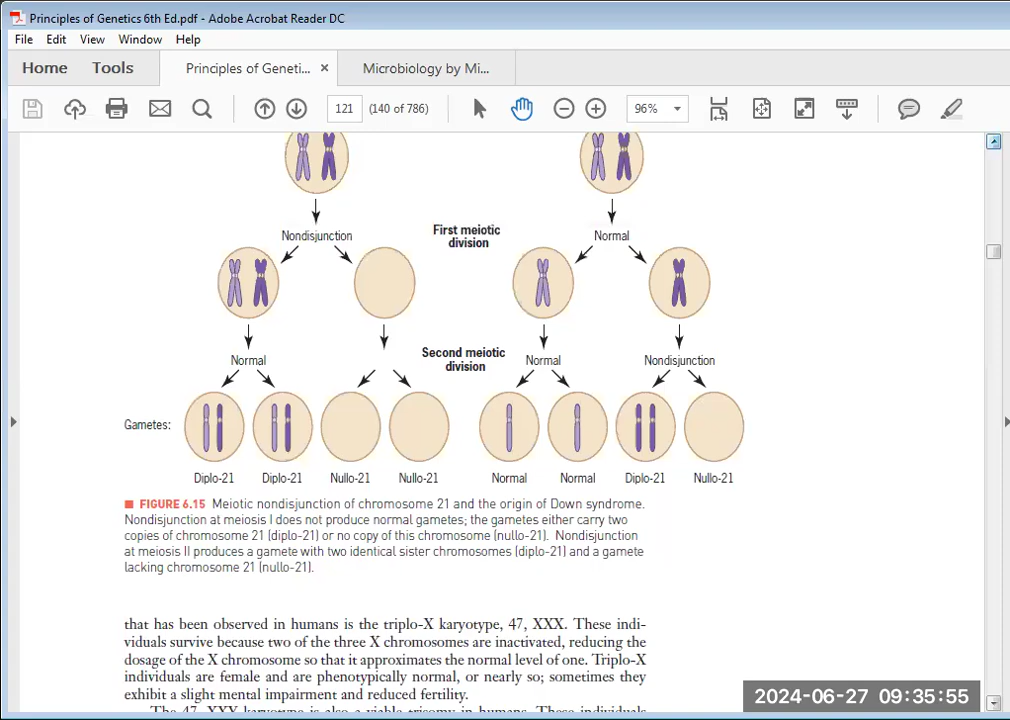 Principles of Genetics 6th Ed.pdf - Adobe Acrobat Reader DC
File Edit View Window Help
Home Tools Principles of Geneti... × Microbiology by Mi...
121 (140 of 786) 96%
Nondisjunction First meiotic division Normal
Normal Second meiotic division Normal Nondisjunction
Gametes:
Diplo-21 Diplo-21 Nullo-21 Nullo-21 Normal Normal Diplo-21 Nullo-21
■ FIGURE 6.15 Meiotic nondisjunction of chromosome 21 and the origin of Down syndrome.
Nondisjunction at meiosis I does not produce normal gametes; the gametes either carry two
copies of chromosome 21 (diplo-21) or no copy of this chromosome (nullo-21). Nondisjunction
at meiosis II produces a gamete with two identical sister chromosomes (diplo-21) and a gamete
lacking chromosome 21 (nullo-21).
that has been observed in humans is the triplo-X karyotype, 47, XXX. These indi-
viduals survive because two of the three X chromosomes are inactivated, reducing the
dosage of the X chromosome so that it approximates the normal level of one. Triplo-X
individuals are female and are phenotypically normal, or nearly so; sometimes they
exhibit a slight mental impairment and reduced fertility.
2024-06-27 09:35:55